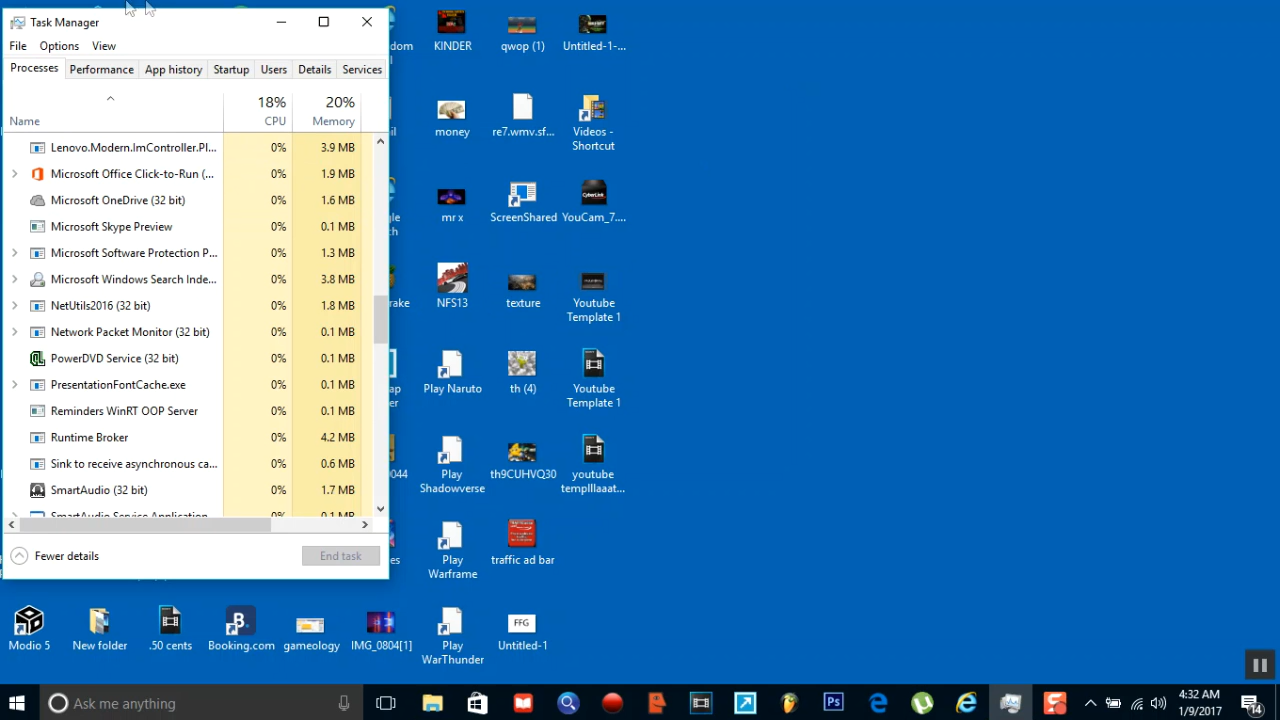 Task Manager
File Options View
Processes Performance App history Startup Users Details Services
18% 20%
Name CPU Memory
Lenovo.Modern.ImController.Pl... 0% 3.9 MB
Microsoft Office Click-to-Run (... 0% 1.9 MB
Microsoft OneDrive (32 bit) 0% 1.6 MB
Microsoft Skype Preview 0% 0.1 MB
Microsoft Software Protection P... 0% 1.3 MB
Microsoft Windows Search Inde... 0% 3.8 MB
NetUtils2016 (32 bit) 0% 1.8 MB
Network Packet Monitor (32 bit) 0% 0.1 MB
PowerDVD Service (32 bit) 0% 0.1 MB
PresentationFontCache.exe 0% 0.1 MB
Reminders WinRT OOP Server 0% 0.1 MB
Runtime Broker 0% 4.2 MB
Sink to receive asynchronous ca... 0% 0.6 MB
SmartAudio (32 bit) 0% 1.7 MB
SmartAudio Service Application 0% 0.1 MB
Fewer details End task
KINDER qwop (1) Untitled-1-...
money re7.wmv.sf... Videos -
Shortcut
mr x ScreenShared YouCam_7....
NFS13 texture Youtube
Template 1
Play Naruto th (4) Youtube
Template 1
Play
Shadowverse th9CUHVQ30 youtube
templllaaat...
Play
Warframe traffic ad bar
Modio 5 New folder .50 cents Booking.com gameology IMG_0804[1] Play
WarThunder FFG
Untitled-1
Ask me anything
4:32 AM
1/9/2017
14